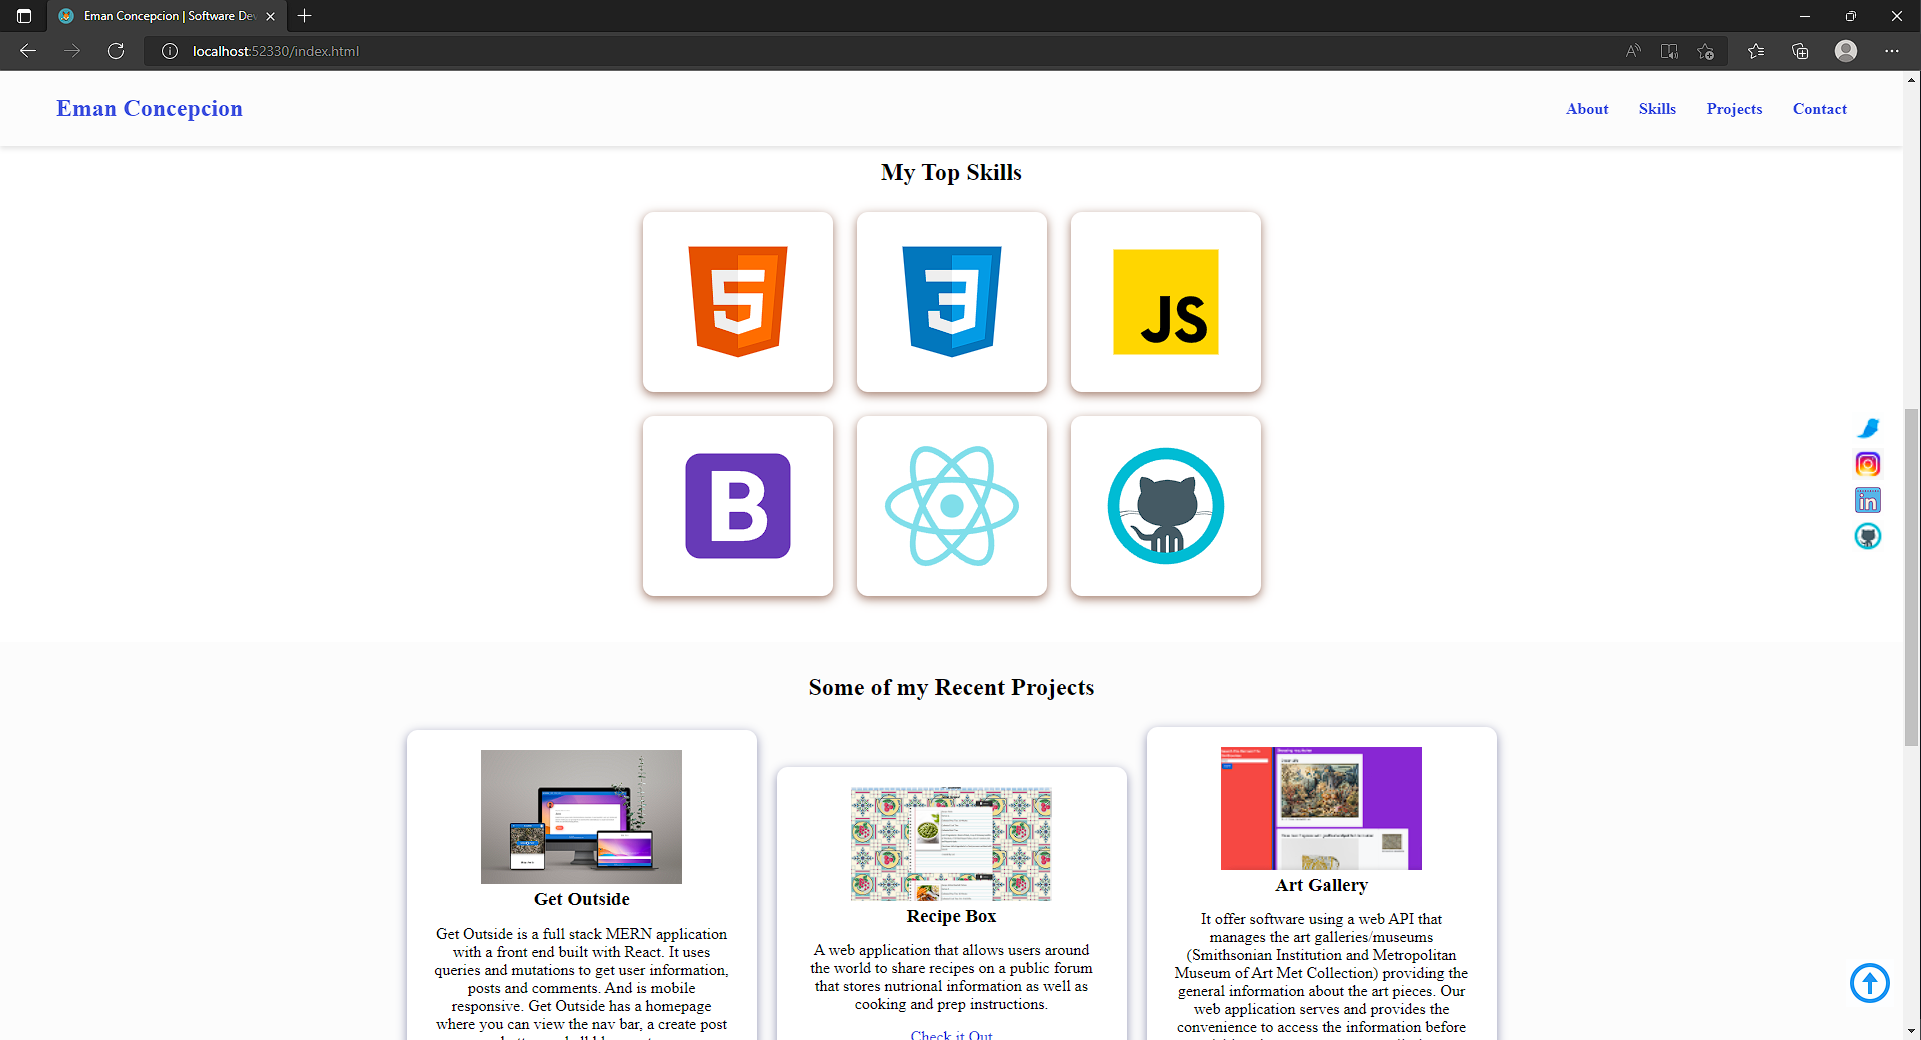 Eman Concepcion | Software De
localhost:52330/index.html
Eman Concepcion
About Skills Projects Contact
My Top Skills
5 3 JS
B
in
Some of my Recent Projects
Get Outside
Get Outside is a full stack MERN application
with a front end built with React. It uses
queries and mutations to get user information,
posts and comments. And is mobile
responsive. Get Outside has a homepage
where you can view the nav bar, a create post
Recipe Box
A web application that allows users around
the world to share recipes on a public forum
that stores nutrional information as well as
cooking and prep instructions.
Check it Out
Art Gallery
It offer software using a web API that
manages the art galleries/museums
(Smithsonian Institution and Metropolitan
Museum of Art Met Collection) providing the
general information about the art pieces. Our
web application serves and provides the
convenience to access the information before